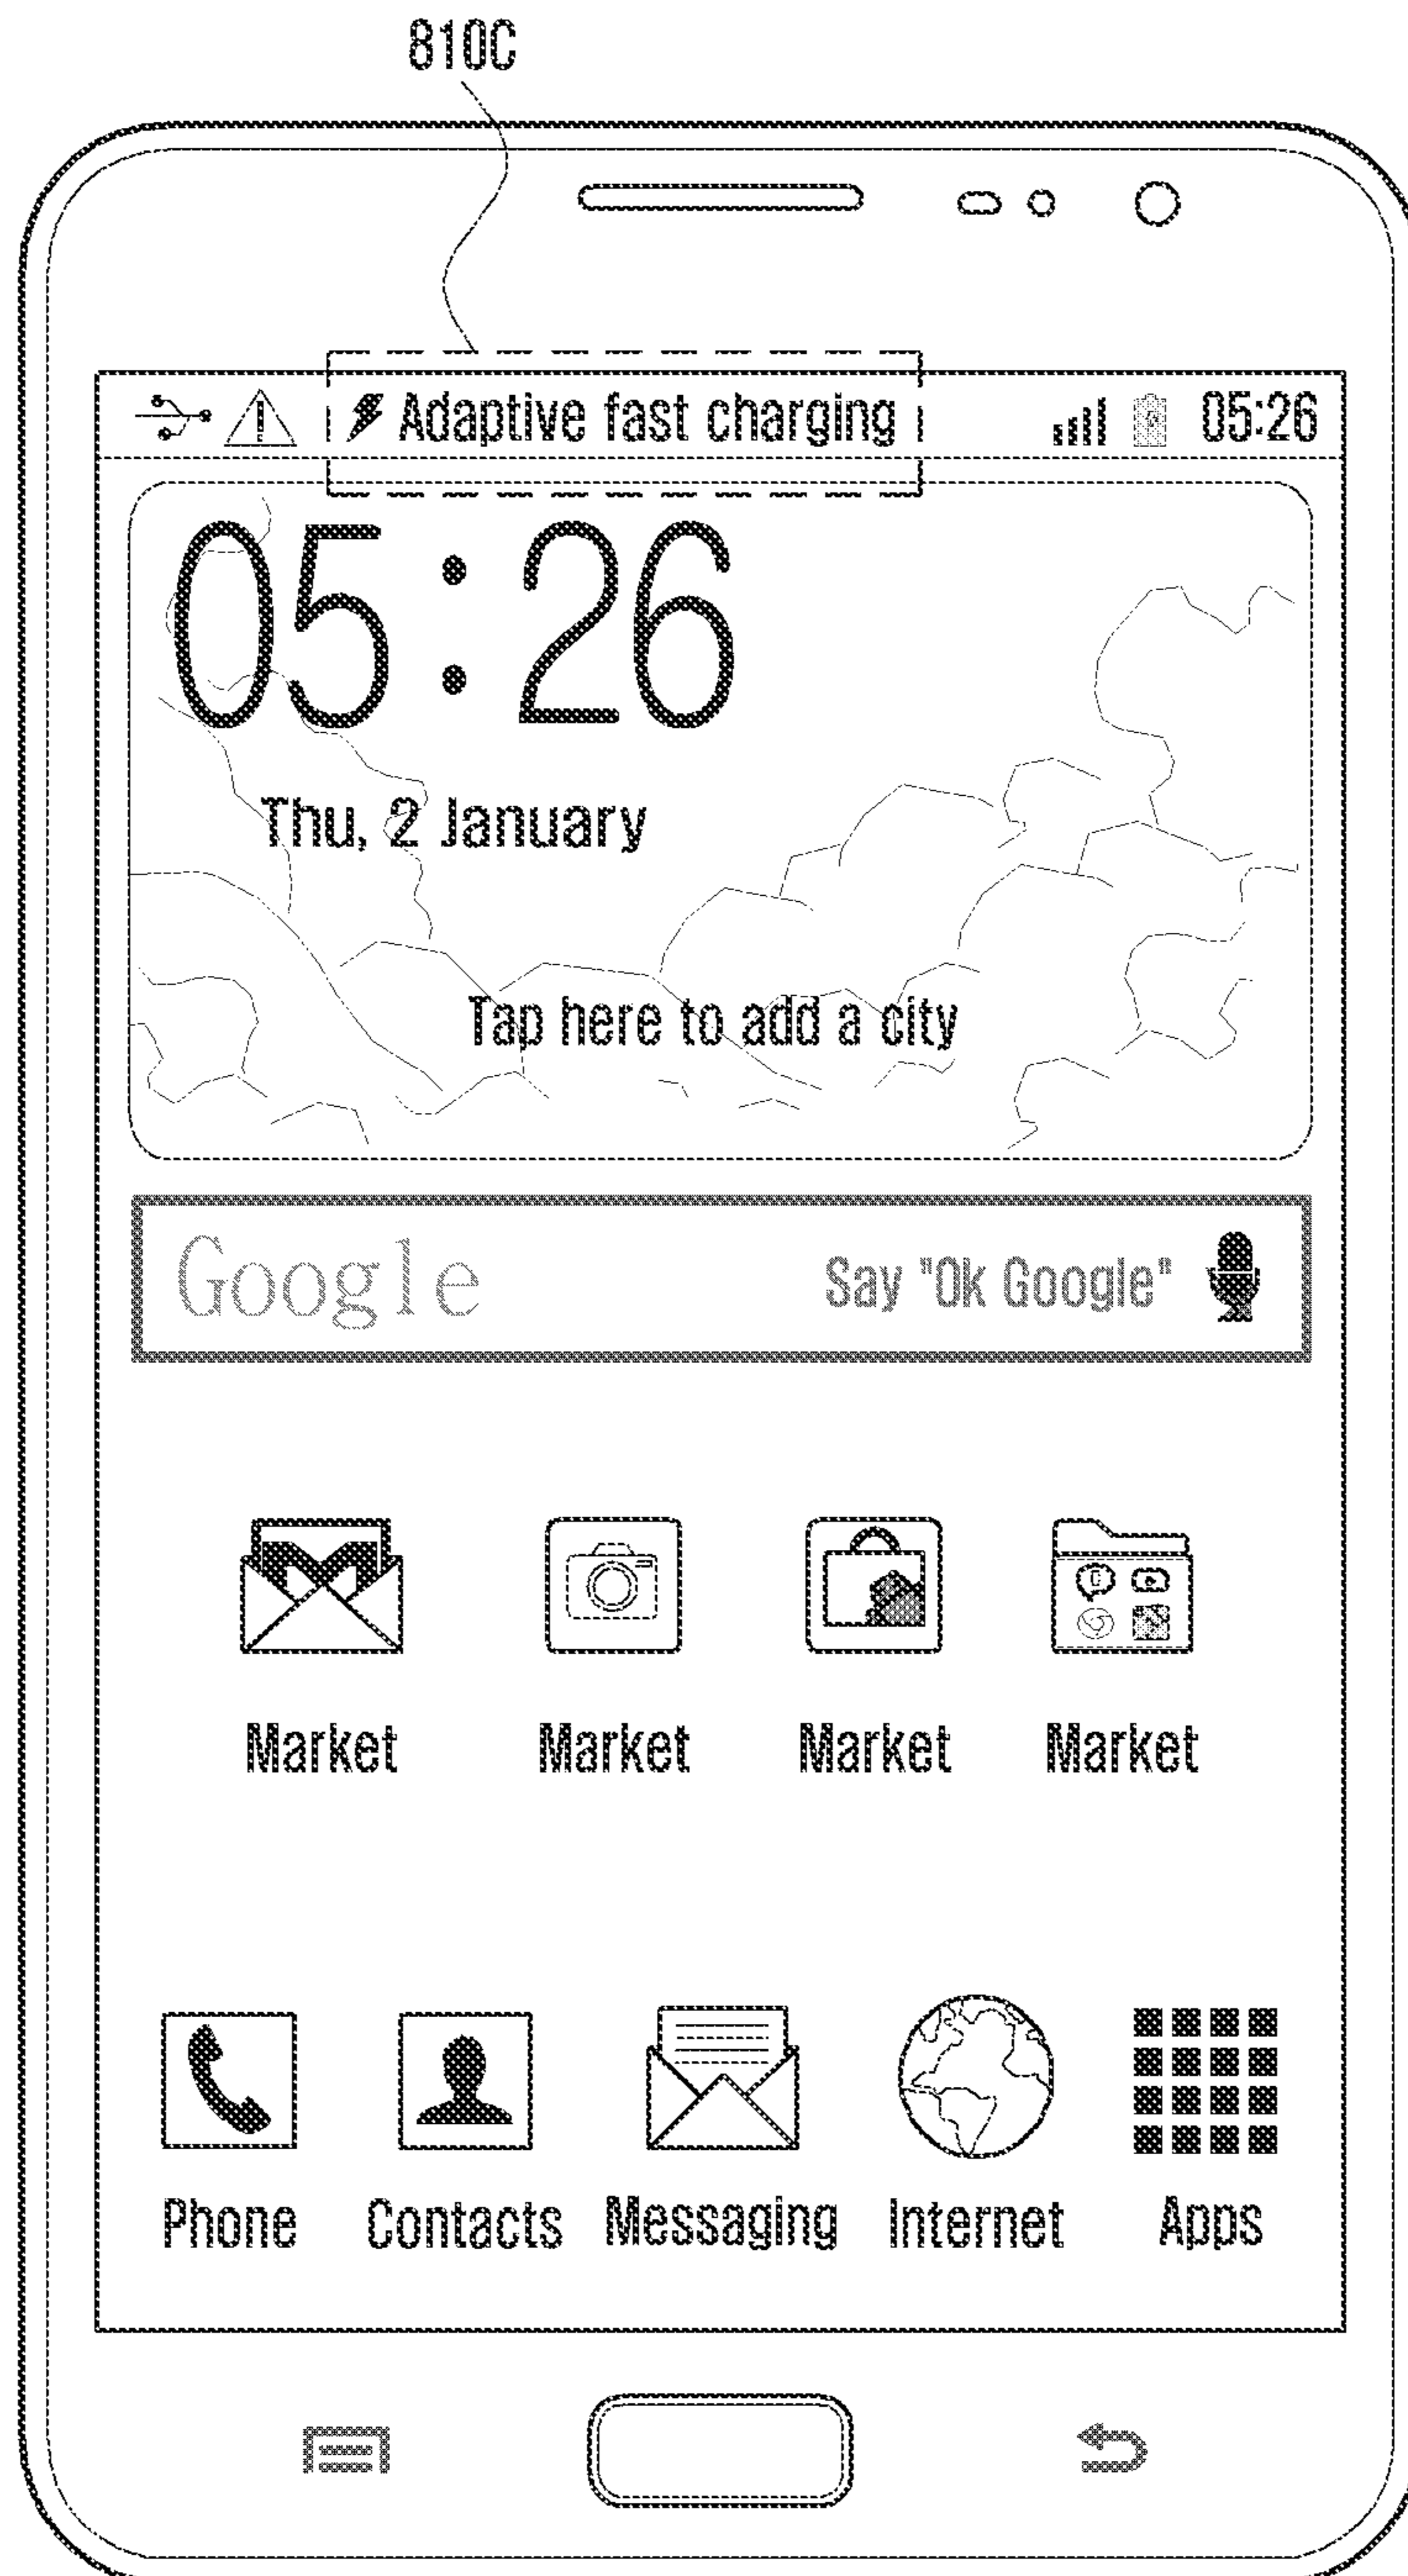 810C
Adaptive fast charging 05:26
05:26
Thu, 2 January
Tap here to add a city
Google Say "Ok Google"
Market Market Market Market
Phone Contacts Messaging Internet Apps